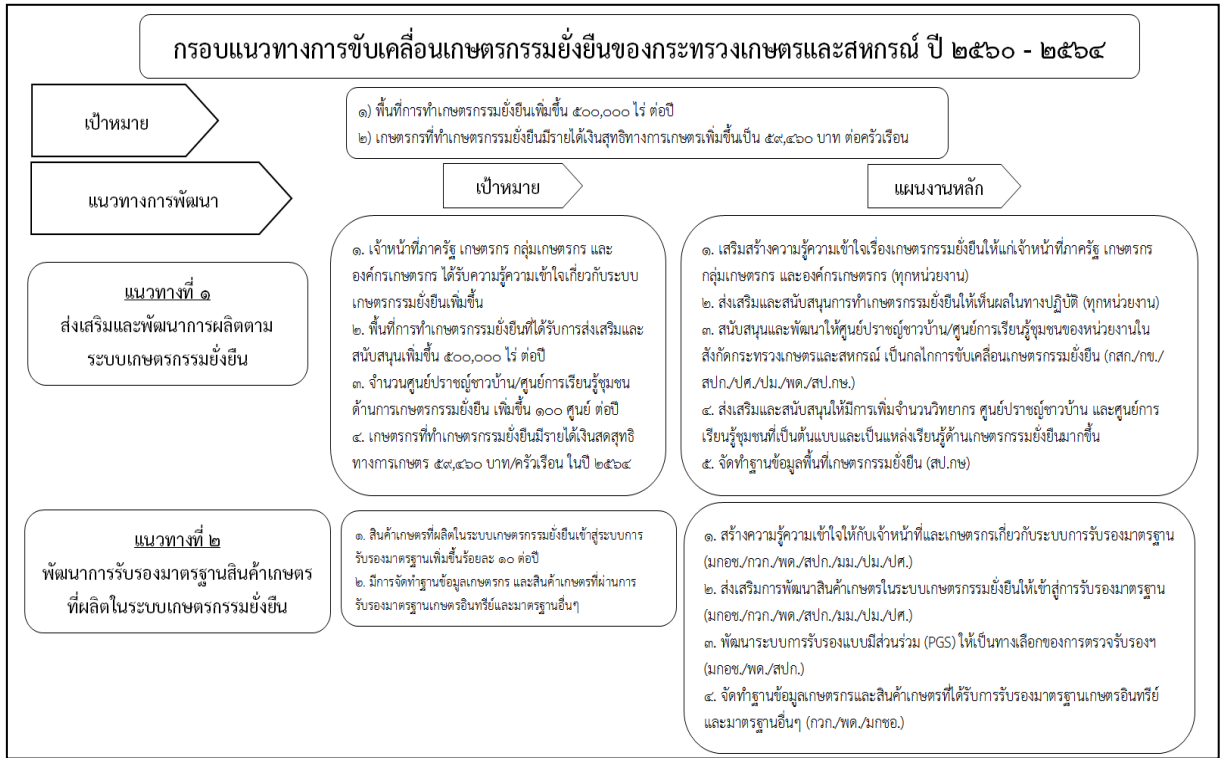 กรอบแนวทางการขับเคลื่อนเกษตรกรรมยั่งยืนของกระทรวงเกษตรและสหกรณ์ ปี ๒๕๖๐ - ๒๕๖๔
เป้าหมาย
๑) พื้นที่การทำเกษตรกรรมยั่งยืนเพิ่มขึ้น ๕๐๐,๐๐๐ ไร่ ต่อปี
๒) เกษตรกรที่ทำเกษตรกรรมยั่งยืนมีรายได้เงินสุทธิทางการเกษตรเพิ่มขึ้นเป็น ๕๙,๔๖๐ บาท ต่อครัวเรือน
แนวทางการพัฒนา
เป้าหมาย
แผนงานหลัก
แนวทางที่ ๑
ส่งเสริมและพัฒนาการผลิตตาม
ระบบเกษตรกรรมยั่งยืน
๑. เจ้าหน้าที่ภาครัฐ เกษตรกร กลุ่มเกษตรกร และ
องค์กรเกษตรกร ได้รับความรู้ความเข้าใจเกี่ยวกับระบบ
เกษตรกรรมยั่งยืนเพิ่มขึ้น
๒. พื้นที่การทำเกษตรกรรมยั่งยืนที่ได้รับการส่งเสริมและ
สนับสนุนเพิ่มขึ้น ๕๐๐,๐๐๐ ไร่ ต่อปี
๓. จำนวนศูนย์ปราชญ์ชาวบ้าน/ศูนย์การเรียนรู้ชุมชน
ด้านการเกษตรกรรมยั่งยืน เพิ่มขึ้น ๑๐๐ ศูนย์ ต่อปี
๔. เกษตรกรที่ทำเกษตรกรรมยั่งยืนมีรายได้เงินสดสุทธิ
ทางการเกษตร ๕๙,๔๖๐ บาท/ครัวเรือน ในปี ๒๕๖๔
๑. เสริมสร้างความรู้ความเข้าใจเรื่องเกษตรกรรมยั่งยืนให้แก่เจ้าหน้าที่ภาครัฐ เกษตรกร
กลุ่มเกษตรกร และองค์กรเกษตรกร (ทุกหน่วยงาน)
๒. ส่งเสริมและสนับสนุนการทำเกษตรกรรมยั่งยืนให้เห็นผลในทางปฏิบัติ (ทุกหน่วยงาน)
๓. สนับสนุนและพัฒนาให้ศูนย์ปราชญ์ชาวบ้าน/ศูนย์การเรียนรู้ชุมชนของหน่วยงานใน
สังกัดกระทรวงเกษตรและสหกรณ์ เป็นกลไกการขับเคลื่อนเกษตรกรรมยั่งยืน (กสก./กข./
สปก./ปศ./ปม./พด./สป.กษ.)
๔. ส่งเสริมและสนับสนุนให้มีการเพิ่มจำนวนวิทยากร ศูนย์ปราชญ์ชาวบ้าน และศูนย์การ
เรียนรู้ชุมชนที่เป็นต้นแบบและเป็นแหล่งเรียนรู้ด้านเกษตรกรรมยั่งยืนมากขึ้น
๕. จัดทำฐานข้อมูลพื้นที่เกษตรกรรมยั่งยืน (สป.กษ)
แนวทางที่ ๒
พัฒนาการรับรองมาตรฐานสินค้าเกษตร
ที่ผลิตในระบบเกษตรกรรมยั่งยืน
๑. สินค้าเกษตรที่ผลิตในระบบเกษตรกรรมยั่งยืนเข้าสู่ระบบการ
รับรองมาตรฐานเพิ่มขึ้นร้อยละ ๑๐ ต่อปี
๒. มีการจัดทำฐานข้อมูลเกษตรกร และสินค้าเกษตรที่ผ่านการ
รับรองมาตรฐานเกษตรอินทรีย์และมาตรฐานอื่นๆ
๑. สร้างความรู้ความเข้าใจให้กับเจ้าหน้าที่และเกษตรกรเกี่ยวกับระบบการรับรองมาตรฐาน
(มกอช./กวก./พด./สปก./มม./ปม./ปศ.)
๒. ส่งเสริมการพัฒนาสินค้าเกษตรในระบบเกษตรกรรมยั่งยืนให้เข้าสู่การรับรองมาตรฐาน
(มกอช./กวก./พด./สปก./มม./ปม./ปศ.)
๓. พัฒนาระบบการรับรองแบบมีส่วนร่วม (PGS) ให้เป็นทางเลือกของการตรวจรับรองฯ
(มกอช./พด./สปก.)
๔. จัดทำฐานข้อมูลเกษตรกรและสินค้าเกษตรที่ได้รับการรับรองมาตรฐานเกษตรอินทรีย์
และมาตรฐานอื่นๆ (กวก./พด./มกชอ.)